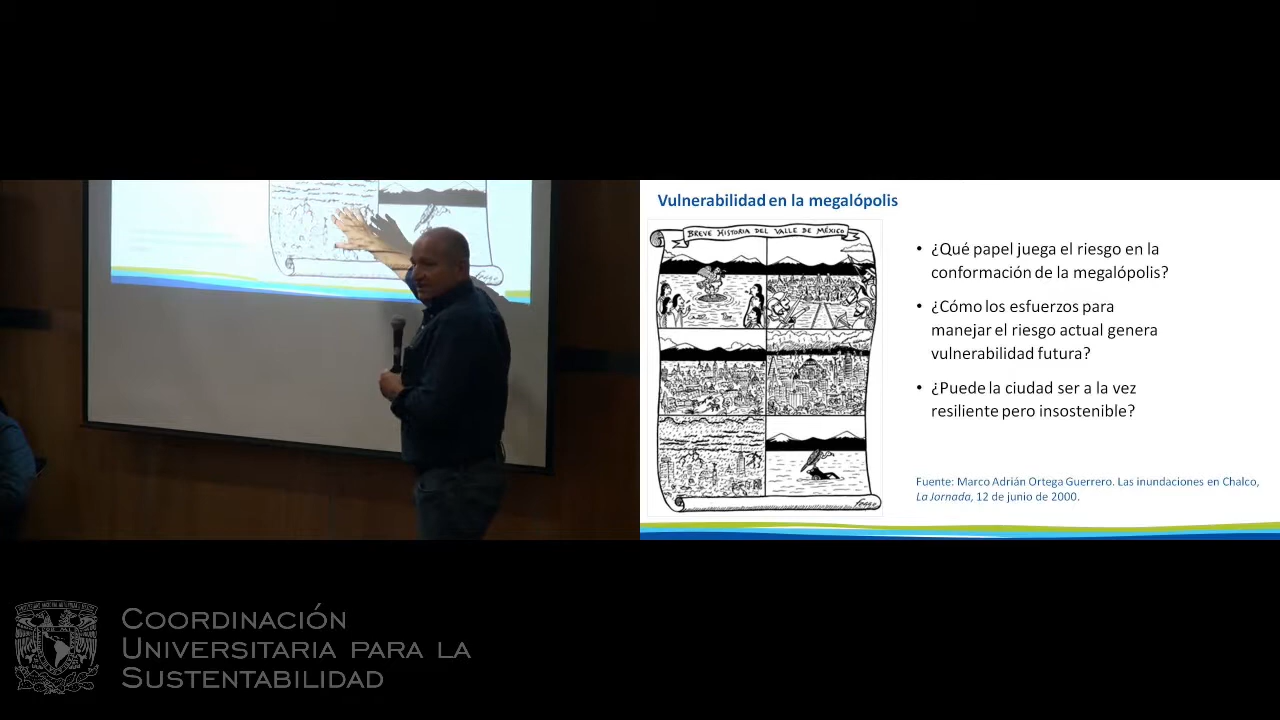 Vulnerabilidad en la megalópolis
BREVE HISTORIA DEL VALLE DE MÉXICO
• ¿Qué papel juega el riesgo en la
conformación de la megalópolis?
• ¿Cómo los esfuerzos para
manejar el riesgo actual genera
vulnerabilidad futura?
• ¿Puede la ciudad ser a la vez
resiliente pero insostenible?
Fuente: Marco Adrián Ortega Guerrero. Las inundaciones en Chalco,
La Jornada, 12 de junio de 2000.
COORDINACIÓN
UNIVERSITARIA PARA LA
SUSTENTABILIDAD